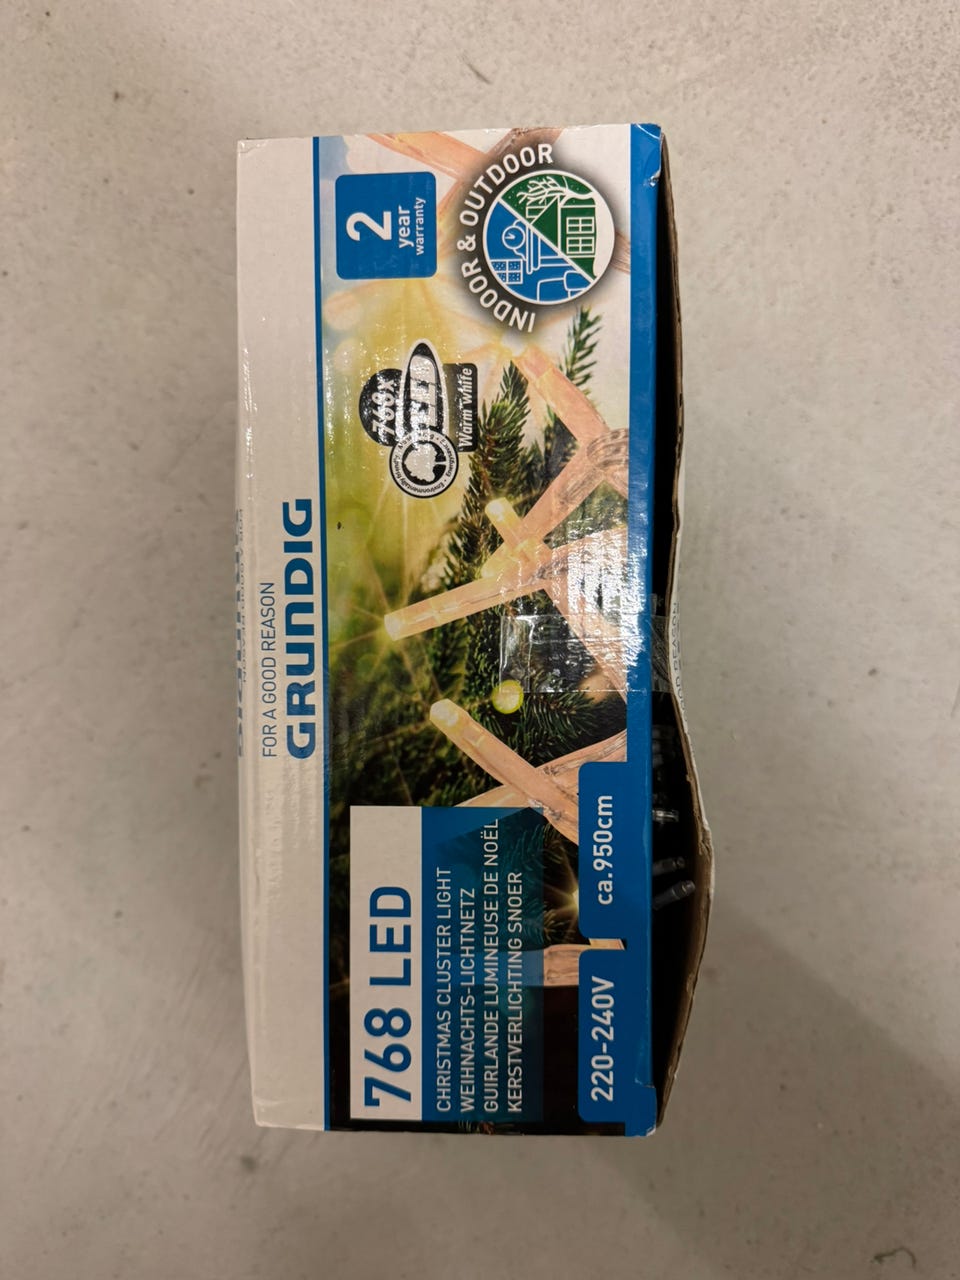 FOR A GOOD REASON
GRUNDIG
2
year
warranty
INDOOR & OUTDOOR
768x
LED
Warm white
768 LED
CHRISTMAS CLUSTER LIGHT
WEIHNACHTS-LICHTNETZ
GUIRLANDE LUMINEUSE DE NOËL
KERSTVERLICHTING SNOER
220-240V
ca.950cm